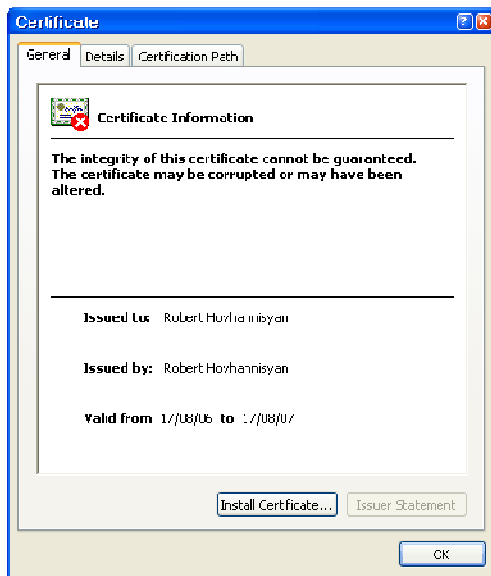 Certificate
General Details Certification Path
Certificate Information
The integrity of this certificate cannot be guaranteed.
The certificate may be corrupted or may have been
altered.
Issued to: Robert Hovhannisyan
Issued by: Robert Hovhannisyan
Valid from 17/08/06 to 17/08/07
Install Certificate... Issuer Statement
OK